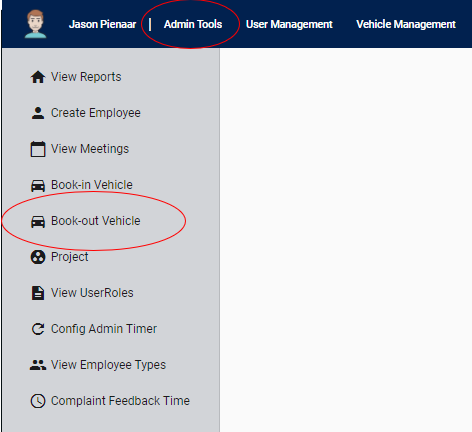 Jason Pienaar | Admin Tools User Management Vehicle Management
View Reports
Create Employee
View Meetings
Book-in Vehicle
Book-out Vehicle
Project
View UserRoles
Config Admin Timer
View Employee Types
Complaint Feedback Time